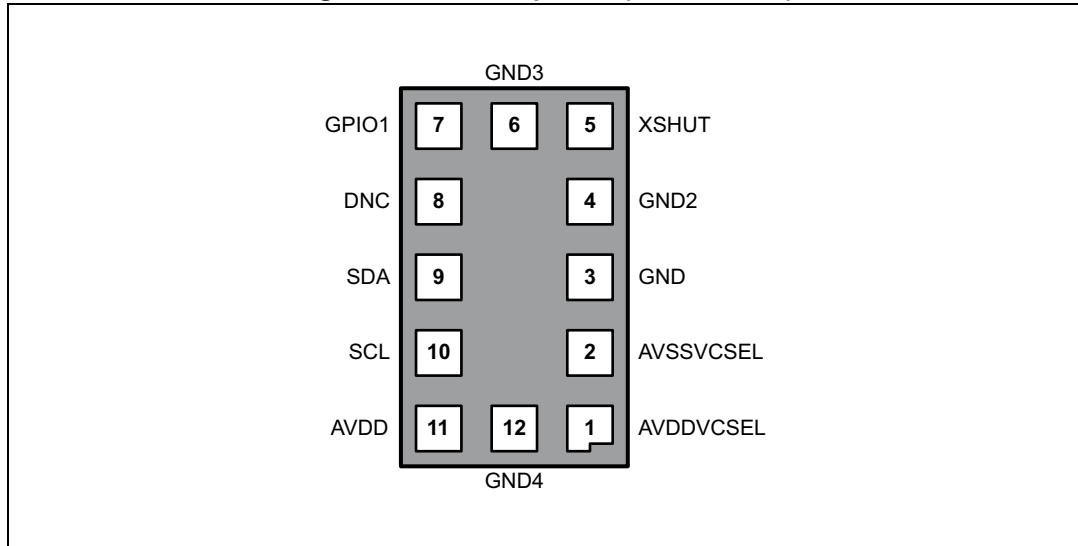 GND3
GPIO1 7 6 5 XSHUT
DNC 8 4 GND2
SDA 9 3 GND
SCL 10 2 AVSSVCSEL
AVDD 11 12 1 AVDDVCSEL
GND4